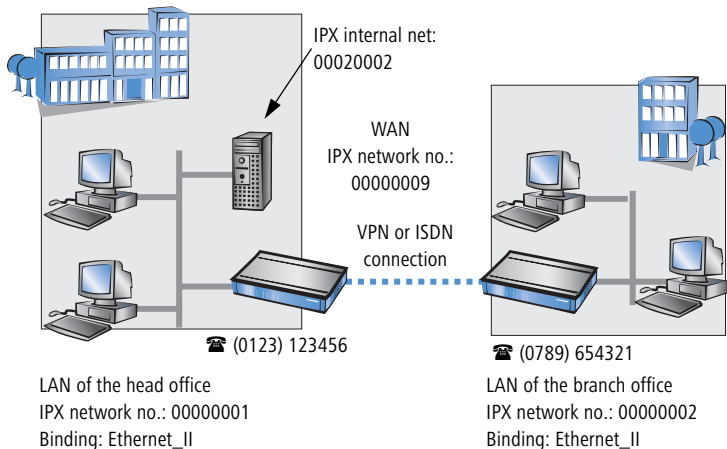 IPX internal net:
00020002
WAN
IPX network no.:
00000009
VPN or ISDN
connection
☎ (0123) 123456
☎ (0789) 654321
LAN of the head office
IPX network no.: 00000001
Binding: Ethernet_II
LAN of the branch office
IPX network no.: 00000002
Binding: Ethernet_II